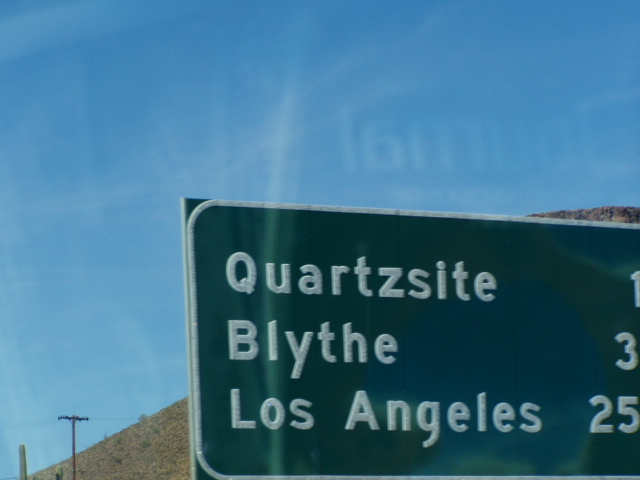 Quartzsite 1
Blythe 3
Los Angeles 25